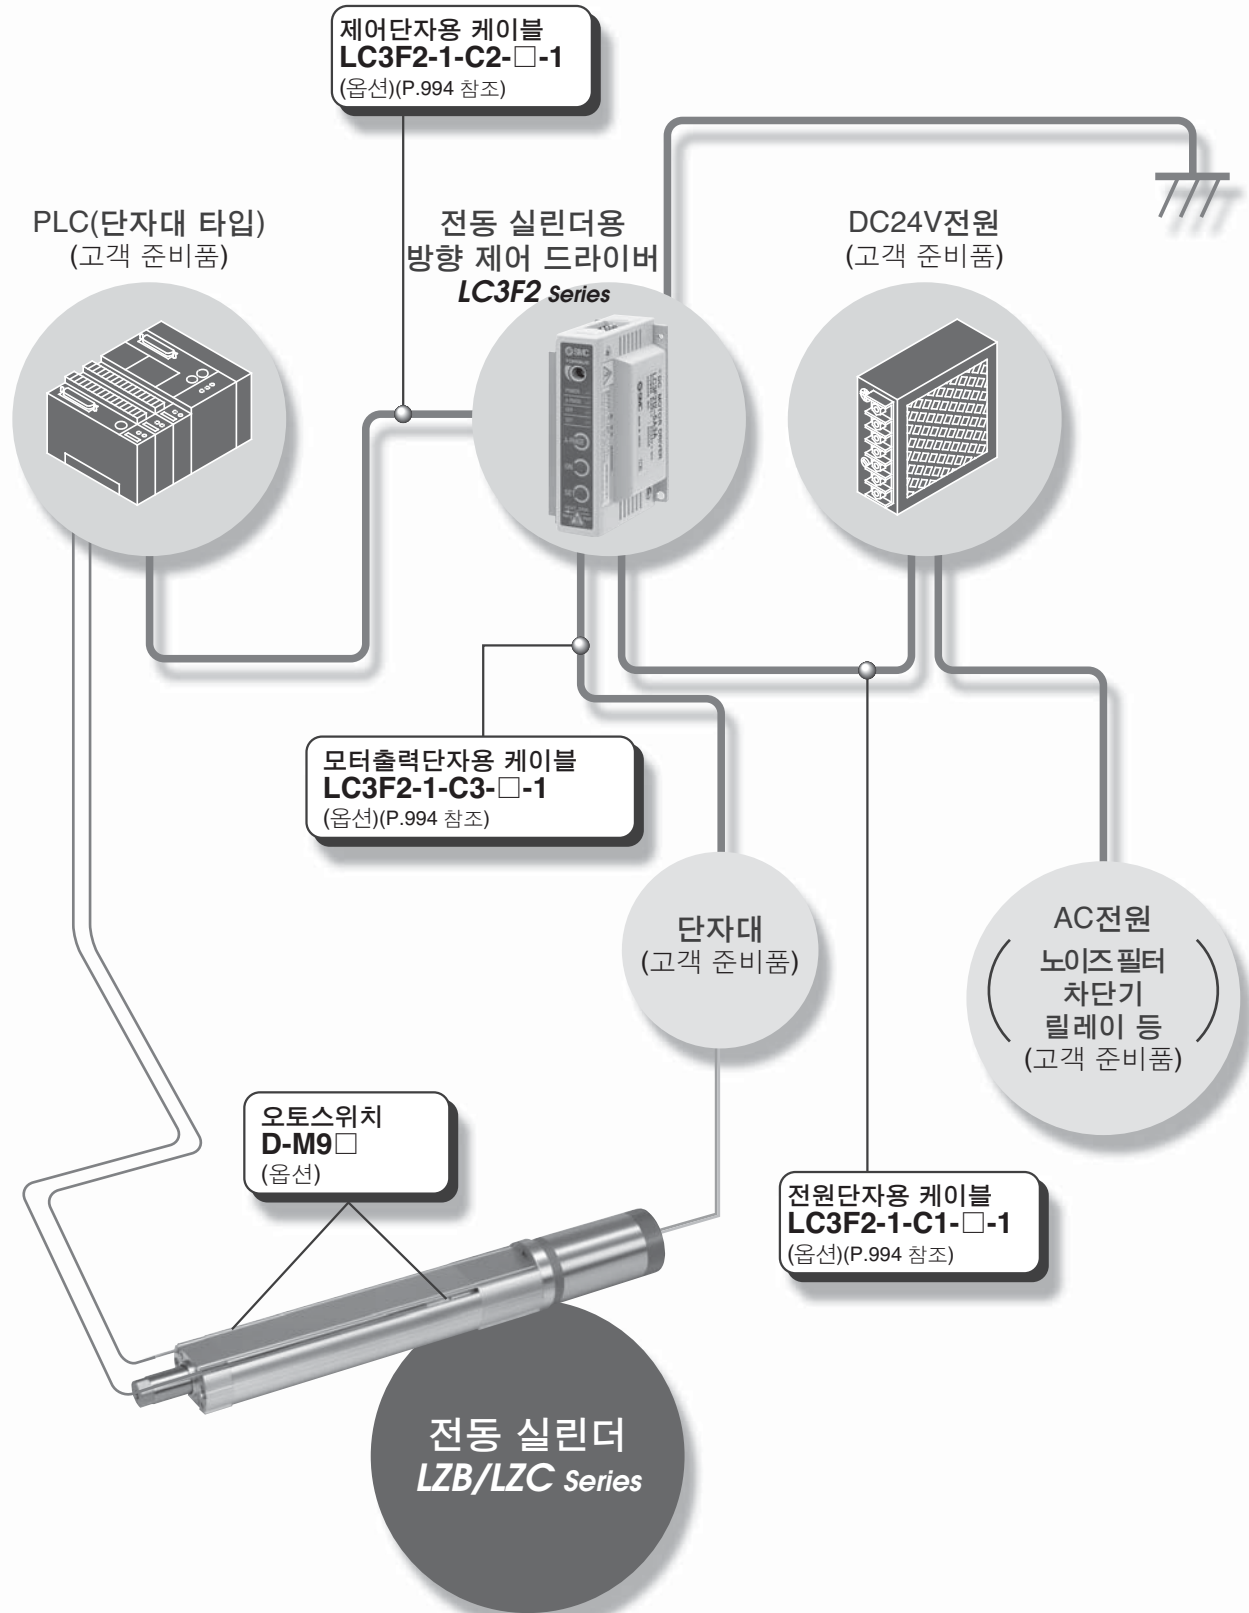 제어단자용 케이블
LC3F2-1-C2-□-1
(옵션)(P.994 참조)
PLC(단자대 타입)
(고객 준비품)
전동 실린더용
방향 제어 드라이버
LC3F2 Series
DC24V전원
(고객 준비품)
SMC
DC MOTOR DRIVER
SMC
SET
모터출력단자용 케이블
LC3F2-1-C3-□-1
(옵션)(P.994 참조)
단자대
(고객 준비품)
AC전원
노이즈 필터
차단기
릴레이 등
(고객 준비품)
오토스위치
D-M9□
(옵션)
전원단자용 케이블
LC3F2-1-C1-□-1
(옵션)(P.994 참조)
전동 실린더
LZB/LZC Series